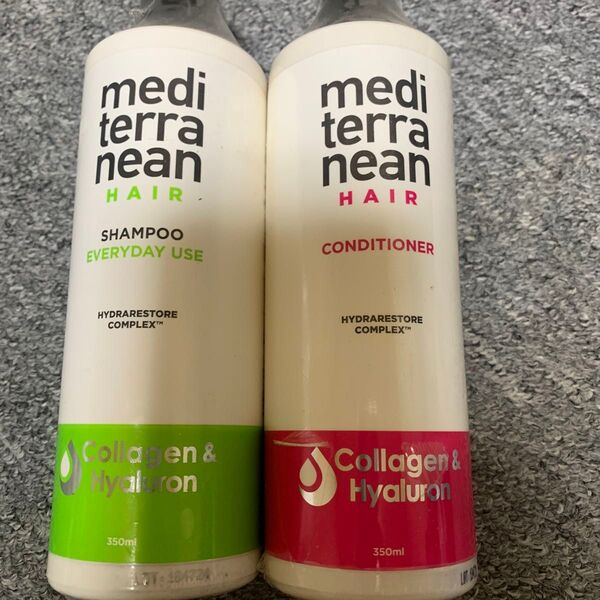 medi
terra
nean
HAIR
SHAMPOO
EVERYDAY USE
HYDRARESTORE
COMPLEX™
Collagen &
Hyaluron
350ml
medi
terra
nean
HAIR
CONDITIONER
HYDRARESTORE
COMPLEX™
Collagen &
Hyaluron
350ml